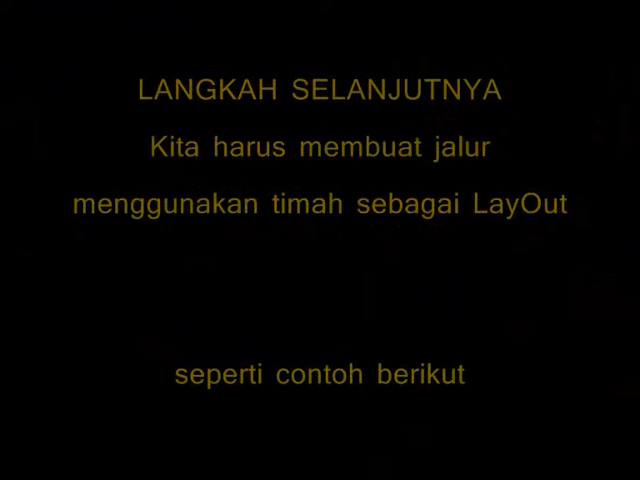 LANGKAH SELANJUTNYA
Kita harus membuat jalur
menggunakan timah sebagai LayOut
seperti contoh berikut